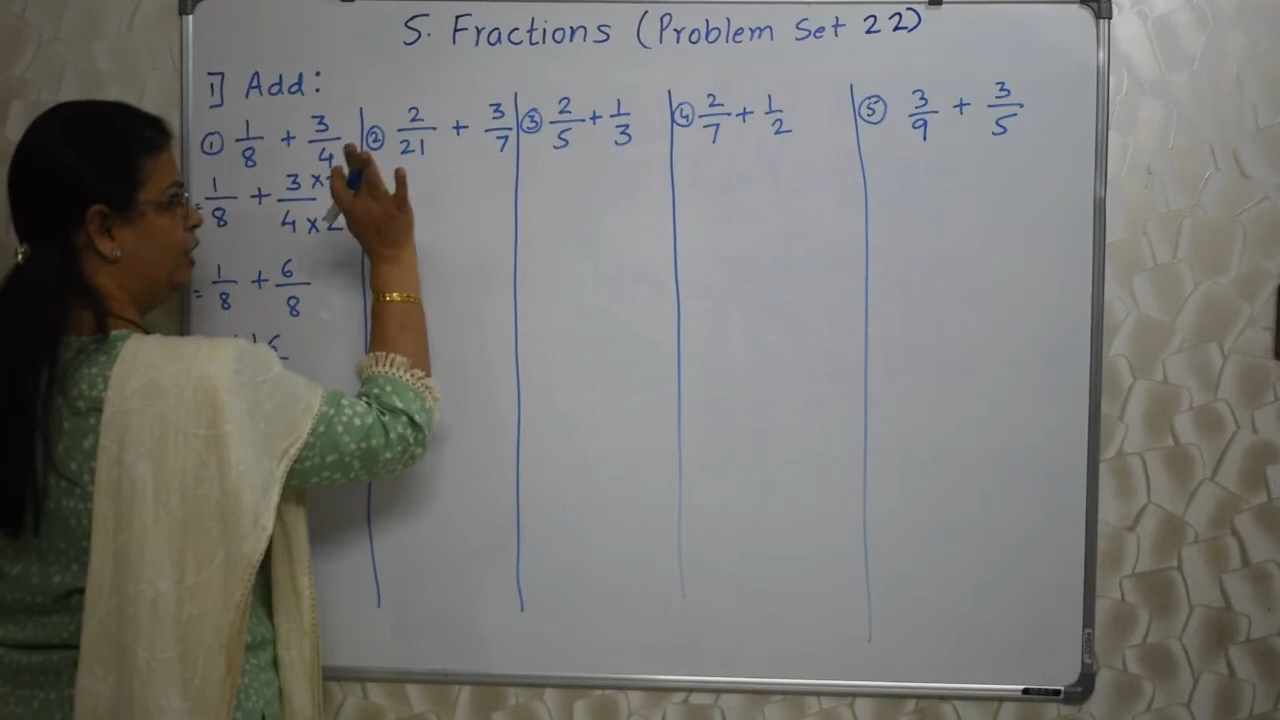 5. Fractions (Problem Set 22)
1] Add:
① 1/8 + 3/4
= 1/8 + 3×/4×2
= 1/8 + 6/8
② 2/21 + 3/7
③ 2/5 + 1/3
④ 2/7 + 1/2
⑤ 3/9 + 3/5